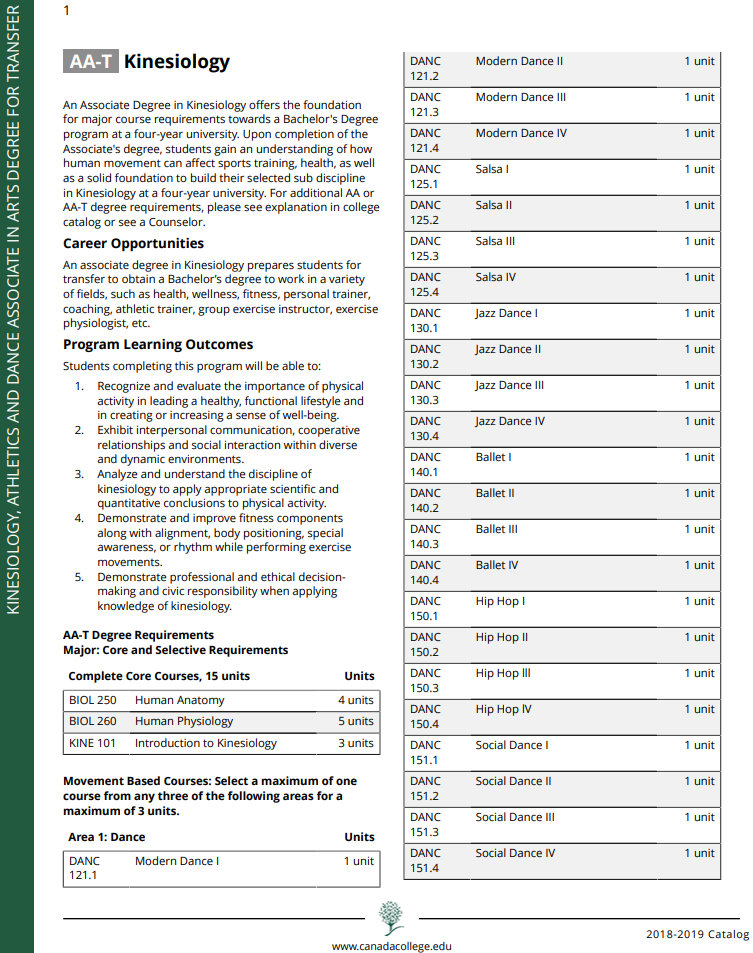 1
KINESIOLOGY, ATHLETICS AND DANCE ASSOCIATE IN ARTS DEGREE FOR TRANSFER
AA-T Kinesiology
An Associate Degree in Kinesiology offers the foundation
for major course requirements towards a Bachelor's Degree
program at a four-year university. Upon completion of the
Associate's degree, students gain an understanding of how
human movement can affect sports training, health, as well
as a solid foundation to build their selected sub discipline
in Kinesiology at a four-year university. For additional AA or
AA-T degree requirements, please see explanation in college
catalog or see a Counselor.
Career Opportunities
An associate degree in Kinesiology prepares students for
transfer to obtain a Bachelor's degree to work in a variety
of fields, such as health, wellness, fitness, personal trainer,
coaching, athletic trainer, group exercise instructor, exercise
physiologist, etc.
Program Learning Outcomes
Students completing this program will be able to:
1. Recognize and evaluate the importance of physical
activity in leading a healthy, functional lifestyle and
in creating or increasing a sense of well-being.
2. Exhibit interpersonal communication, cooperative
relationships and social interaction within diverse
and dynamic environments.
3. Analyze and understand the discipline of
kinesiology to apply appropriate scientific and
quantitative conclusions to physical activity.
4. Demonstrate and improve fitness components
along with alignment, body positioning, special
awareness, or rhythm while performing exercise
movements.
5. Demonstrate professional and ethical decision-
making and civic responsibility when applying
knowledge of kinesiology.
AA-T Degree Requirements
Major: Core and Selective Requirements
Complete Core Courses, 15 units Units
BIOL 250 Human Anatomy 4 units
BIOL 260 Human Physiology 5 units
KINE 101 Introduction to Kinesiology 3 units
Movement Based Courses: Select a maximum of one
course from any three of the following areas for a
maximum of 3 units.
Area 1: Dance Units
DANC Modern Dance I 1 unit
121.1
DANC Modern Dance II 1 unit
121.2
DANC Modern Dance III 1 unit
121.3
DANC Modern Dance IV 1 unit
121.4
DANC Salsa I 1 unit
125.1
DANC Salsa II 1 unit
125.2
DANC Salsa III 1 unit
125.3
DANC Salsa IV 1 unit
125.4
DANC Jazz Dance I 1 unit
130.1
DANC Jazz Dance II 1 unit
130.2
DANC Jazz Dance III 1 unit
130.3
DANC Jazz Dance IV 1 unit
130.4
DANC Ballet I 1 unit
140.1
DANC Ballet II 1 unit
140.2
DANC Ballet III 1 unit
140.3
DANC Ballet IV 1 unit
140.4
DANC Hip Hop I 1 unit
150.1
DANC Hip Hop II 1 unit
150.2
DANC Hip Hop III 1 unit
150.3
DANC Hip Hop IV 1 unit
150.4
DANC Social Dance I 1 unit
151.1
DANC Social Dance II 1 unit
151.2
DANC Social Dance III 1 unit
151.3
DANC Social Dance IV 1 unit
151.4
www.canadacollege.edu
2018-2019 Catalog